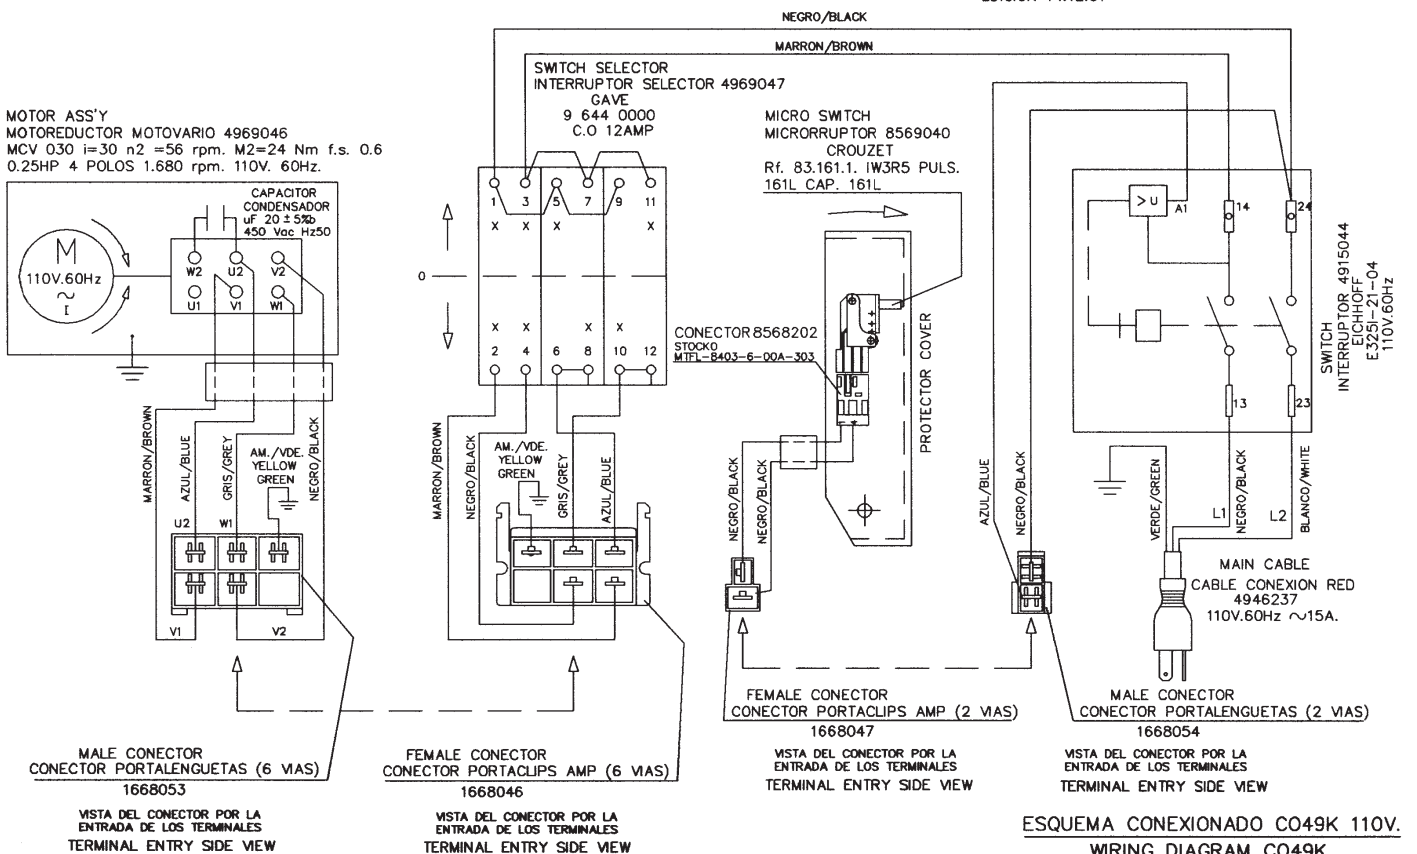 NEGRO/BLACK
MARRON/BROWN
SWITCH SELECTOR
INTERRUPTOR SELECTOR 4969047
GAVE
9 644 0000
C.O 12AMP
MOTOR ASS'Y
MOTOREDUCTOR MOTOVARIO 4969046
MCV 030 i=30 n2 =56 rpm. M2=24 Nm f.s. 0.6
0.25HP 4 POLOS 1.680 rpm. 110V. 60Hz.
MICRO SWITCH
MICRORRUPTOR 8569040
CROUZET
Rf. 83.161.1. IW3R5 PULS.
161L CAP. 161L
CAPACITOR
CONDENSADOR
uF 20 ±5%
450 Vac Hz50
M
110V.60Hz
∼
I
W2 U2 V2
U1 V1 W1
1 3 5 7 9 11
X X X X
0
X X X X
2 4 6 8 10 12
>U
A1
14
24
13
23
SWITCH
INTERRUPTOR 4915044
EICHHOFF
E325I-21-04
110V.60Hz
CONECTOR 8568202
STOCKO
MTFL-8403-6-00A-303
PROTECTOR COVER
MARRON/BROWN
AZUL/BLUE
GRIS/GREY
AM./VDE.
YELLOW
GREEN
NEGRO/BLACK
U2 W1
V1 V2
MARRON/BROWN
NEGRO/BLACK
AM./VDE.
YELLOW
GREEN
GRIS/GREY
AZUL/BLUE
NEGRO/BLACK
NEGRO/BLACK
AZUL/BLUE
NEGRO/BLACK
VERDE/GREEN
L1
NEGRO/BLACK
L2
BLANCO/WHITE
MAIN CABLE
CABLE CONEXION RED
4946237
110V.60Hz ∼15A.
MALE CONECTOR
CONECTOR PORTALENGUETAS (6 VIAS)
1668053
VISTA DEL CONECTOR POR LA
ENTRADA DE LOS TERMINALES
TERMINAL ENTRY SIDE VIEW
FEMALE CONECTOR
CONECTOR PORTACLIPS AMP (6 VIAS)
1668046
VISTA DEL CONECTOR POR LA
ENTRADA DE LOS TERMINALES
TERMINAL ENTRY SIDE VIEW
FEMALE CONECTOR
CONECTOR PORTACLIPS AMP (2 VIAS)
1668047
VISTA DEL CONECTOR POR LA
ENTRADA DE LOS TERMINALES
TERMINAL ENTRY SIDE VIEW
MALE CONECTOR
CONECTOR PORTALENGUETAS (2 VIAS)
1668054
VISTA DEL CONECTOR POR LA
ENTRADA DE LOS TERMINALES
TERMINAL ENTRY SIDE VIEW
ESQUEMA CONEXIONADO CO49K 110V.
WIRING DIAGRAM CO49K